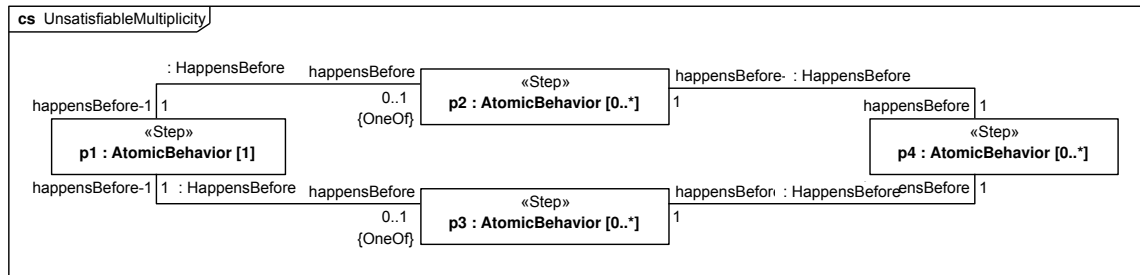 cs UnsatisfiableMultiplicity
: HappensBefore
happensBefore
0..1
{OneOf}
«Step»
p2 : AtomicBehavior [0..*]
happensBefore-
: HappensBefore
1
happensBefore-1
1
happensBefore
1
«Step»
p1 : AtomicBehavior [1]
«Step»
p4 : AtomicBehavior [0..*]
happensBefore-1
1
: HappensBefore
happensBefore
0..1
{OneOf}
«Step»
p3 : AtomicBehavior [0..*]
1
: HappensBefore
1